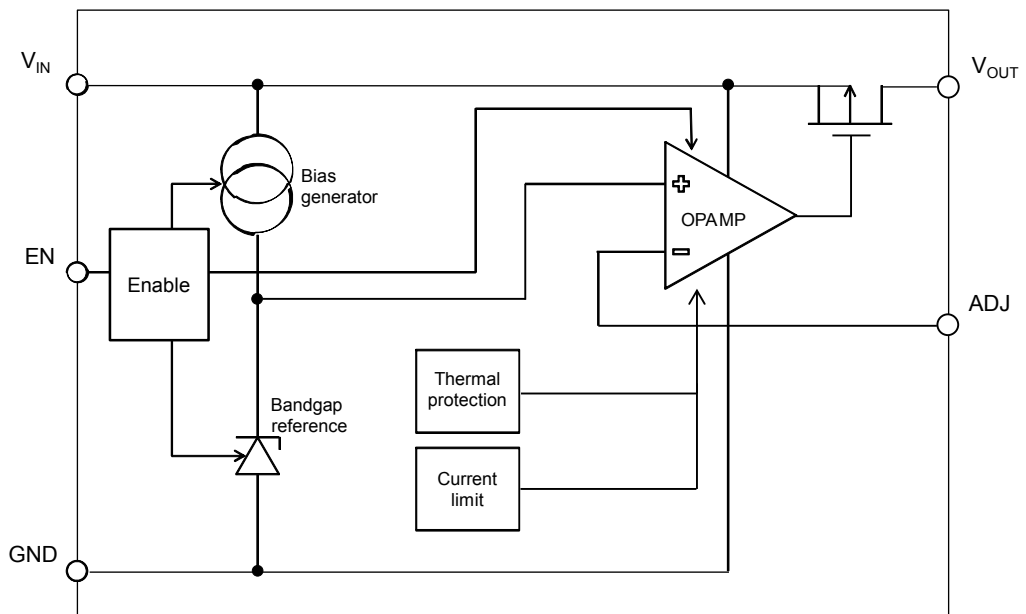 VIN
VOUT
Bias
generator
OPAMP
EN
Enable
ADJ
Thermal
protection
Bandgap
reference
Current
limit
GND